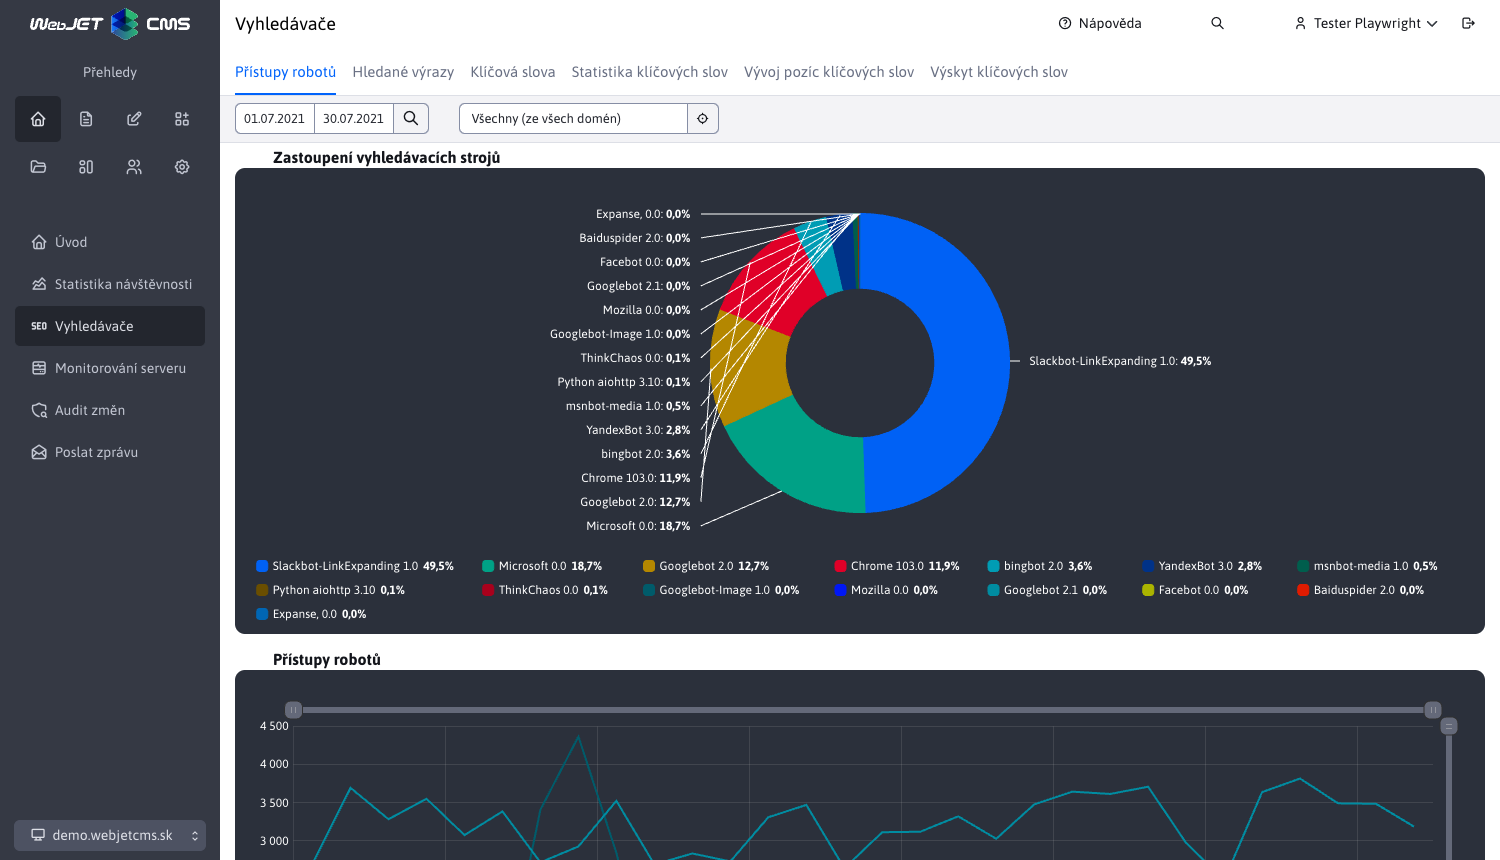 WebJET CMS
Vyhledávače
Nápověda
Tester Playwright
Přehledy
Přístupy robotů
Hledané výrazy
Klíčová slova
Statistika klíčových slov
Vývoj pozíc klíčových slov
Výskyt klíčových slov
01.07.2021
30.07.2021
Všechny (ze všech domén)
Úvod
Statistika návštěvnosti
SEO Vyhledávače
Monitorování serveru
Audit změn
Poslat zprávu
demo.webjetcms.sk
Zastoupení vyhledávacích strojů
Expanse, 0.0: 0,0%
Baiduspider 2.0: 0,0%
Facebot 0.0: 0,0%
Googlebot 2.1: 0,0%
Mozilla 0.0: 0,0%
Googlebot-Image 1.0: 0,0%
ThinkChaos 0.0: 0,1%
Python aiohttp 3.10: 0,1%
msnbot-media 1.0: 0,5%
YandexBot 3.0: 2,8%
bingbot 2.0: 3,6%
Chrome 103.0: 11,9%
Googlebot 2.0: 12,7%
Microsoft 0.0: 18,7%
Slackbot-LinkExpanding 1.0: 49,5%
Slackbot-LinkExpanding 1.0 49,5%
Microsoft 0.0 18,7%
Googlebot 2.0 12,7%
Chrome 103.0 11,9%
bingbot 2.0 3,6%
YandexBot 3.0 2,8%
msnbot-media 1.0 0,5%
Python aiohttp 3.10 0,1%
ThinkChaos 0.0 0,1%
Googlebot-Image 1.0 0,0%
Mozilla 0.0 0,0%
Googlebot 2.1 0,0%
Facebot 0.0 0,0%
Baiduspider 2.0 0,0%
Expanse, 0.0 0,0%
Přístupy robotů
4 500
4 000
3 500
3 000